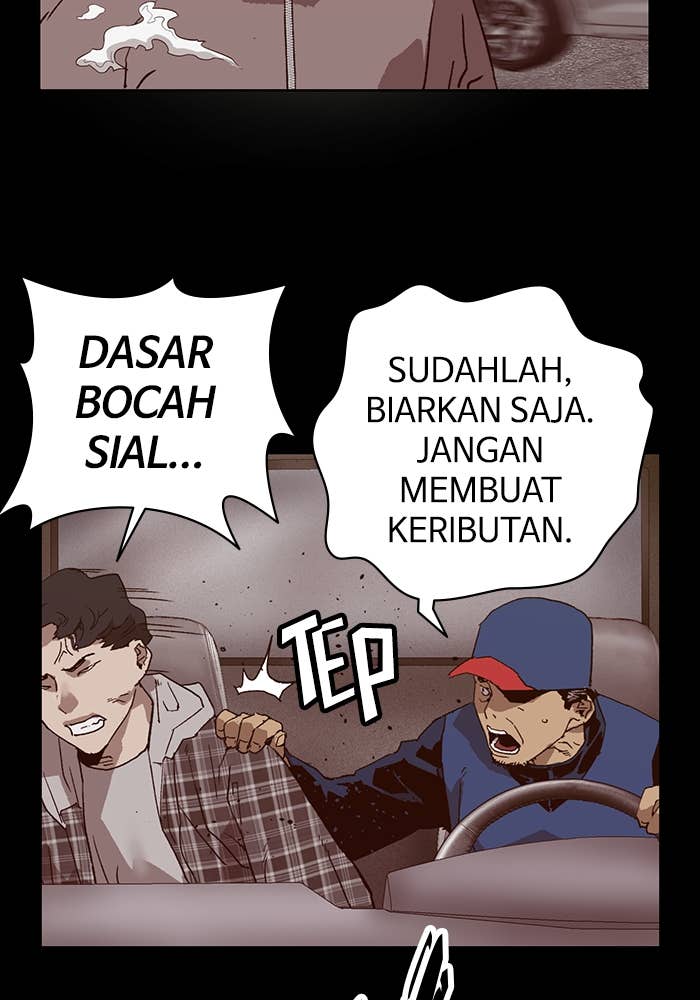 DASAR
BOCAH
SIAL...
SUDAHLAH,
BIARKAN SAJA.
JANGAN
MEMBUAT
KERIBUTAN.
TEP